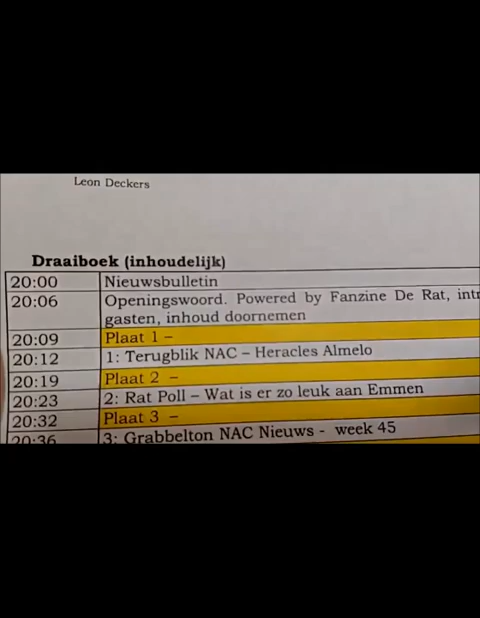 Leon Deckers
Draaiboek (inhoudelijk)
20:00 Nieuwsbulletin
20:06 Openingswoord. Powered by Fanzine De Rat,
gasten, inhoud doornemen
20:09 Plaat 1 –
20:12 1: Terugblik NAC – Heracles Almelo
20:19 Plaat 2 –
20:23 2: Rat Poll – Wat is er zo leuk aan Emmen
20:32 Plaat 3 –
20:36 3: Grabbelton NAC Nieuws - week 45